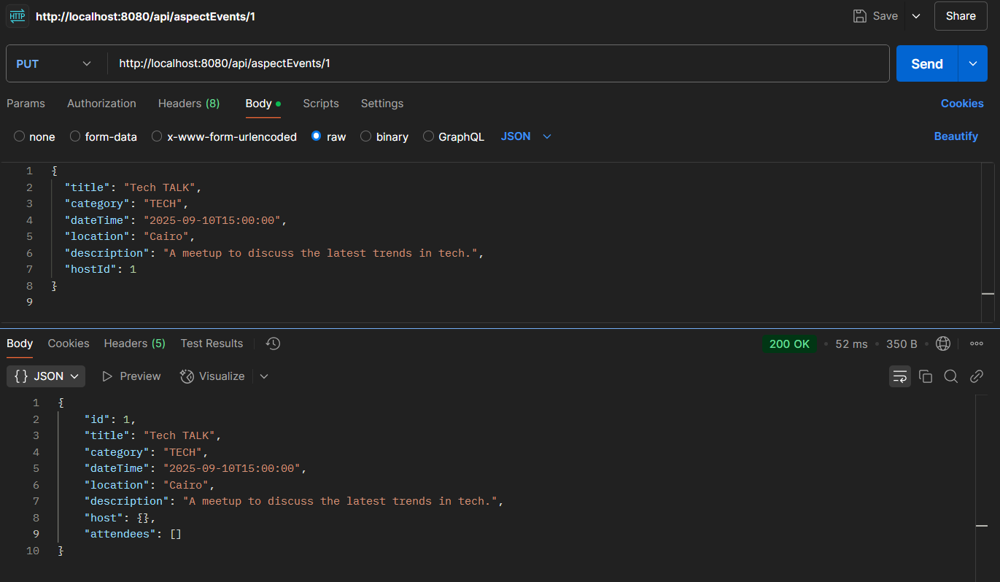 HTTP http://localhost:8080/api/aspectEvents/1 Save Share
PUT http://localhost:8080/api/aspectEvents/1 Send
Params Authorization Headers (8) Body Scripts Settings Cookies
none form-data x-www-form-urlencoded raw binary GraphQL JSON Beautify
1 {
2 "title": "Tech TALK",
3 "category": "TECH",
4 "dateTime": "2025-09-10T15:00:00",
5 "location": "Cairo",
6 "description": "A meetup to discuss the latest trends in tech.",
7 "hostId": 1
8 }
9
Body Cookies Headers (5) Test Results 200 OK • 52 ms • 350 B •
{} JSON Preview Visualize
1 {
2 "id": 1,
3 "title": "Tech TALK",
4 "category": "TECH",
5 "dateTime": "2025-09-10T15:00:00",
6 "location": "Cairo",
7 "description": "A meetup to discuss the latest trends in tech.",
8 "host": {},
9 "attendees": []
10 }